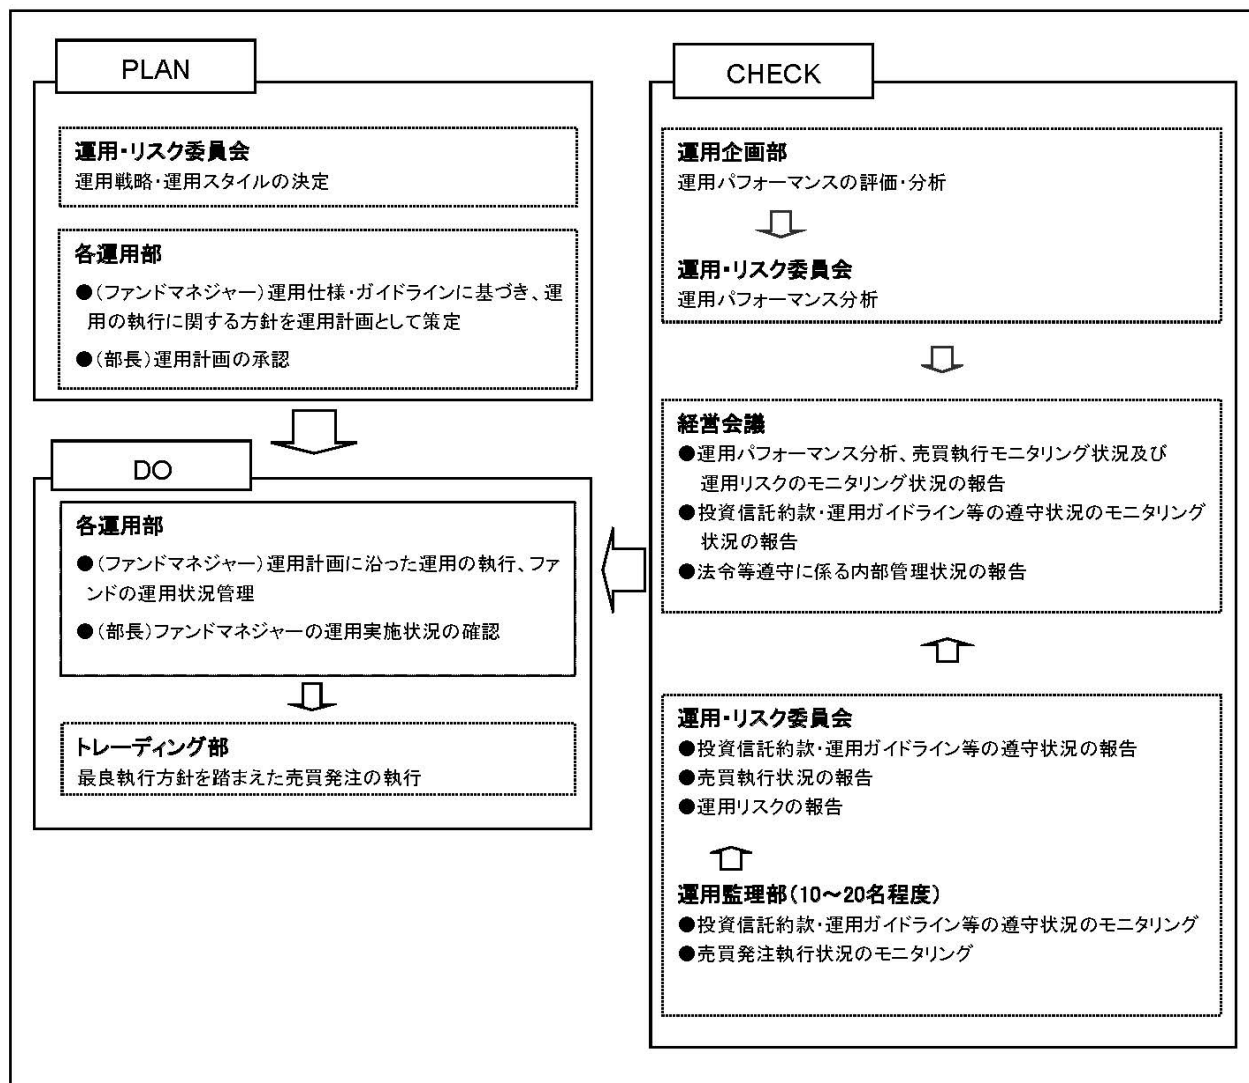 PLAN
運用・リスク委員会
運用戦略・運用スタイルの決定
各運用部
●(ファンドマネジャー)運用仕様・ガイドラインに基づき、運
用の執行に関する方針を運用計画として策定
●(部長)運用計画の承認
DO
各運用部
●(ファンドマネジャー)運用計画に沿った運用の執行、ファ
ンドの運用状況管理
●(部長)ファンドマネジャーの運用実施状況の確認
トレーディング部
最良執行方針を踏まえた売買発注の執行
CHECK
運用企画部
運用パフォーマンスの評価・分析
運用・リスク委員会
運用パフォーマンス分析
経営会議
●運用パフォーマンス分析、売買執行モニタリング状況及び
運用リスクのモニタリング状況の報告
●投資信託約款・運用ガイドライン等の遵守状況のモニタリング
状況の報告
●法令等遵守に係る内部管理状況の報告
運用・リスク委員会
●投資信託約款・運用ガイドライン等の遵守状況の報告
●売買執行状況の報告
●運用リスクの報告
運用監理部(10～20名程度)
●投資信託約款・運用ガイドライン等の遵守状況のモニタリング
●売買発注執行状況のモニタリング